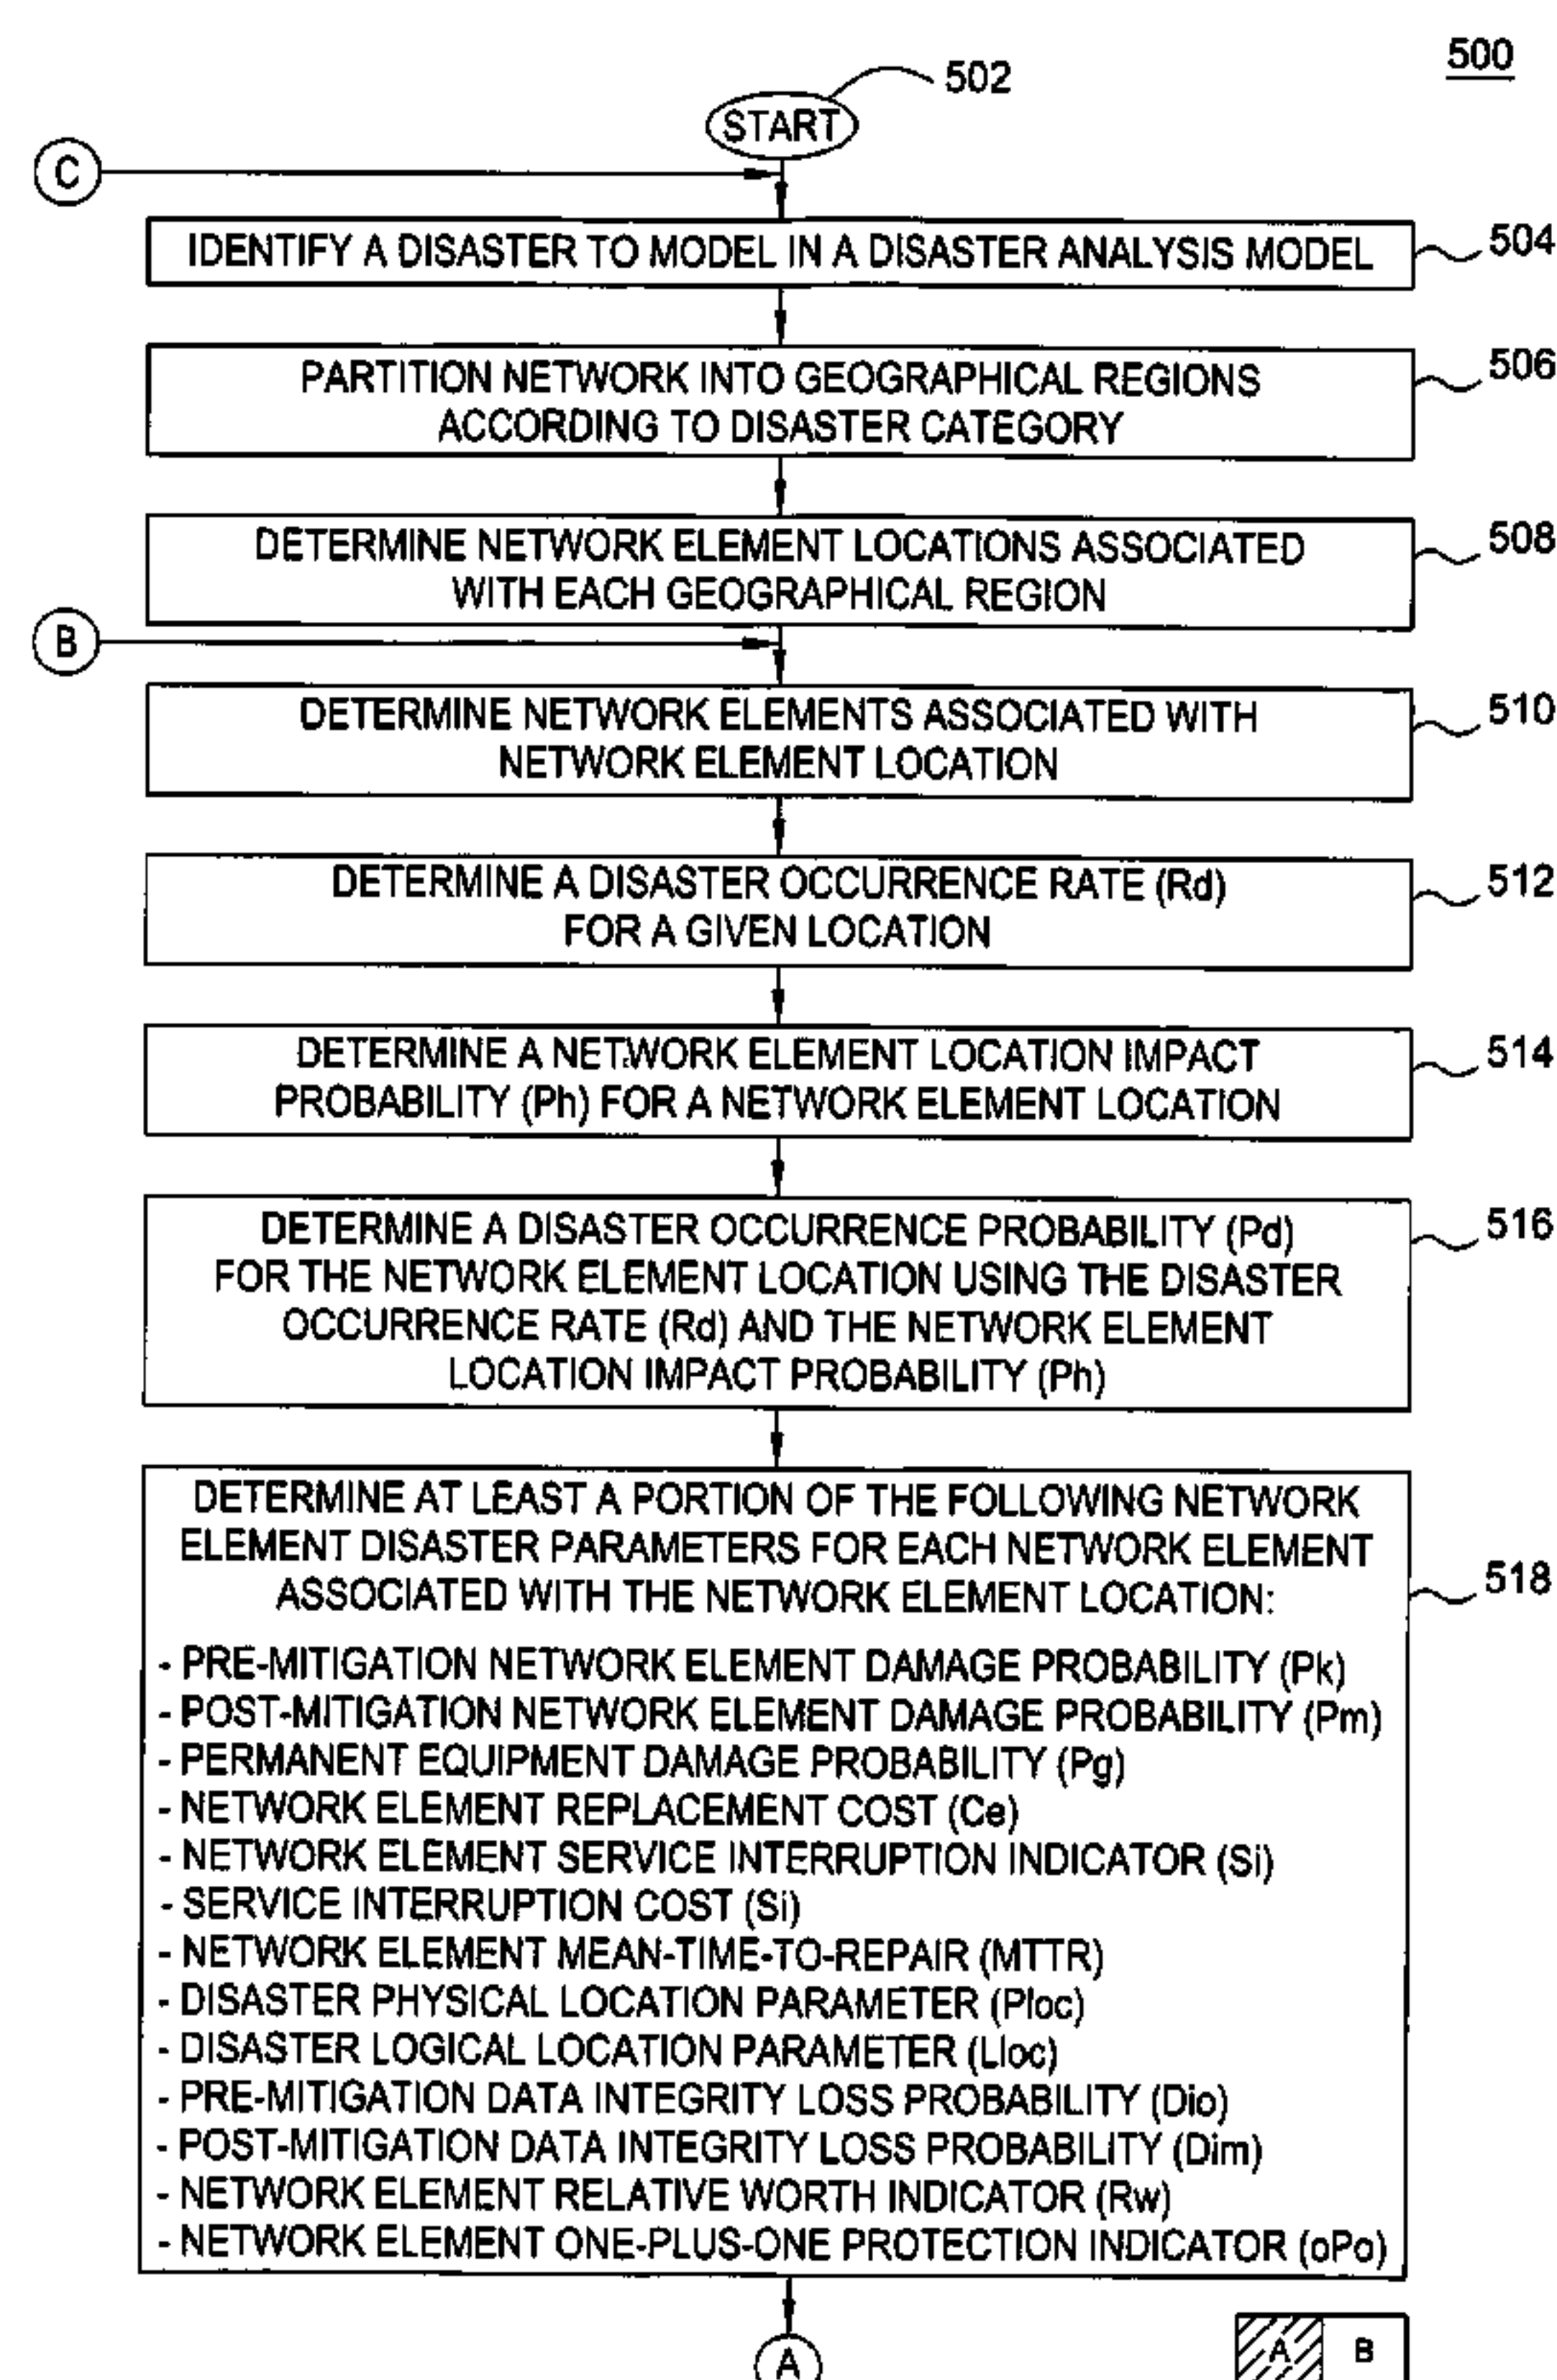 500
502
START
C
IDENTIFY A DISASTER TO MODEL IN A DISASTER ANALYSIS MODEL
504
PARTITION NETWORK INTO GEOGRAPHICAL REGIONS
ACCORDING TO DISASTER CATEGORY
506
DETERMINE NETWORK ELEMENT LOCATIONS ASSOCIATED
WITH EACH GEOGRAPHICAL REGION
508
B
DETERMINE NETWORK ELEMENTS ASSOCIATED WITH
NETWORK ELEMENT LOCATION
510
DETERMINE A DISASTER OCCURRENCE RATE (Rd)
FOR A GIVEN LOCATION
512
DETERMINE A NETWORK ELEMENT LOCATION IMPACT
PROBABILITY (Ph) FOR A NETWORK ELEMENT LOCATION
514
DETERMINE A DISASTER OCCURRENCE PROBABILITY (Pd)
FOR THE NETWORK ELEMENT LOCATION USING THE DISASTER
OCCURRENCE RATE (Rd) AND THE NETWORK ELEMENT
LOCATION IMPACT PROBABILITY (Ph)
516
DETERMINE AT LEAST A PORTION OF THE FOLLOWING NETWORK
ELEMENT DISASTER PARAMETERS FOR EACH NETWORK ELEMENT
ASSOCIATED WITH THE NETWORK ELEMENT LOCATION:
518
- PRE-MITIGATION NETWORK ELEMENT DAMAGE PROBABILITY (Pk)
- POST-MITIGATION NETWORK ELEMENT DAMAGE PROBABILITY (Pm)
- PERMANENT EQUIPMENT DAMAGE PROBABILITY (Pg)
- NETWORK ELEMENT REPLACEMENT COST (Ce)
- NETWORK ELEMENT SERVICE INTERRUPTION INDICATOR (Si)
- SERVICE INTERRUPTION COST (Si)
- NETWORK ELEMENT MEAN-TIME-TO-REPAIR (MTTR)
- DISASTER PHYSICAL LOCATION PARAMETER (Ploc)
- DISASTER LOGICAL LOCATION PARAMETER (Lloc)
- PRE-MITIGATION DATA INTEGRITY LOSS PROBABILITY (Dio)
- POST-MITIGATION DATA INTEGRITY LOSS PROBABILITY (Dim)
- NETWORK ELEMENT RELATIVE WORTH INDICATOR (Rw)
- NETWORK ELEMENT ONE-PLUS-ONE PROTECTION INDICATOR (oPo)
A
A B